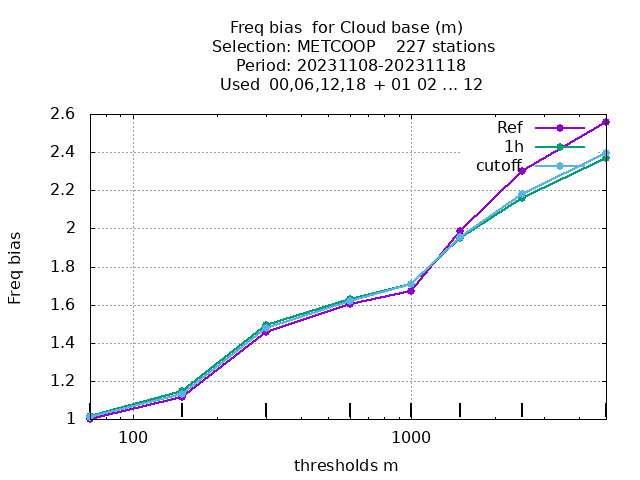 Freq bias  for Cloud base (m)
Selection: METCOOP    227 stations
Period: 20231108-20231118
Used  00,06,12,18  + 01 02 ... 12
2.6
2.4
2.2
2
1.8
1.6
1.4
1.2
1
Freq bias
Ref
1h
cutoff
100
1000
thresholds m